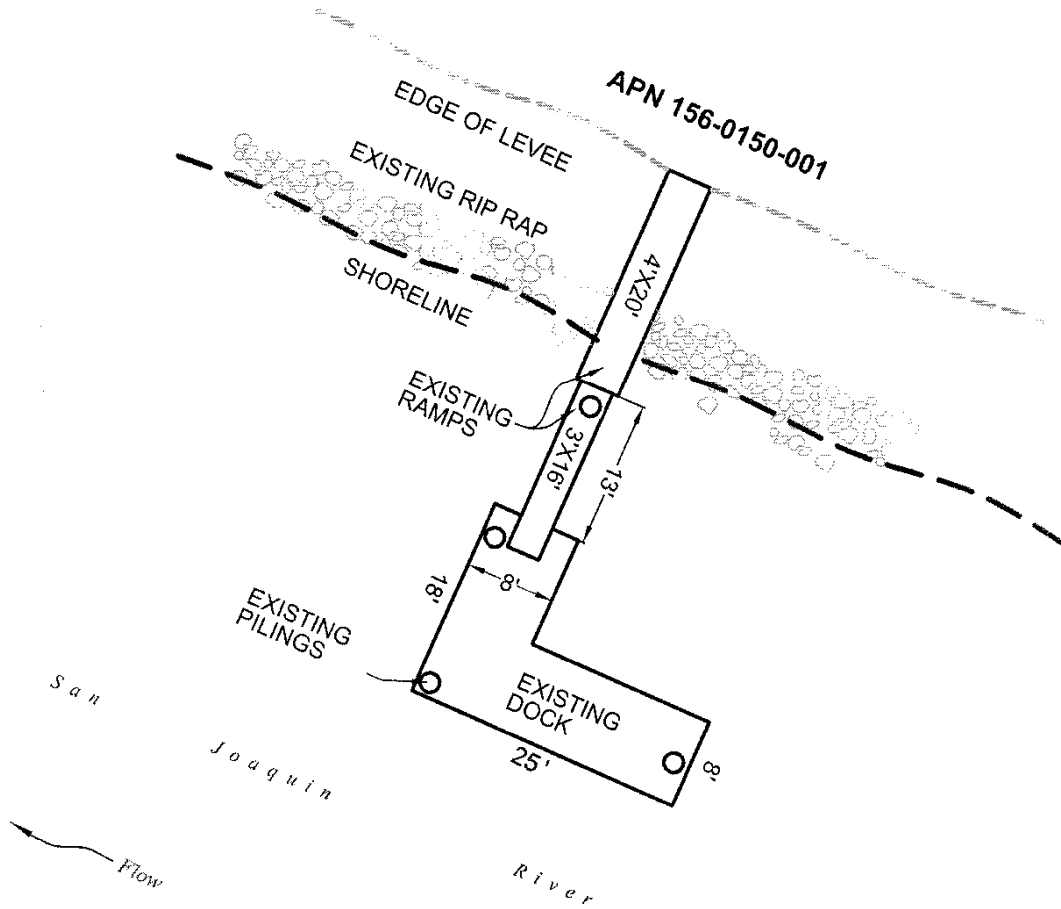 APN 156-0150-001
EDGE OF LEVEE
EXISTING RIP RAP
SHORELINE
4'X20'
EXISTING
RAMPS
3'X16'
13'
8'
18'
EXISTING
PILINGS
EXISTING
DOCK
25'
8'
San
Joaquin
River
Flow